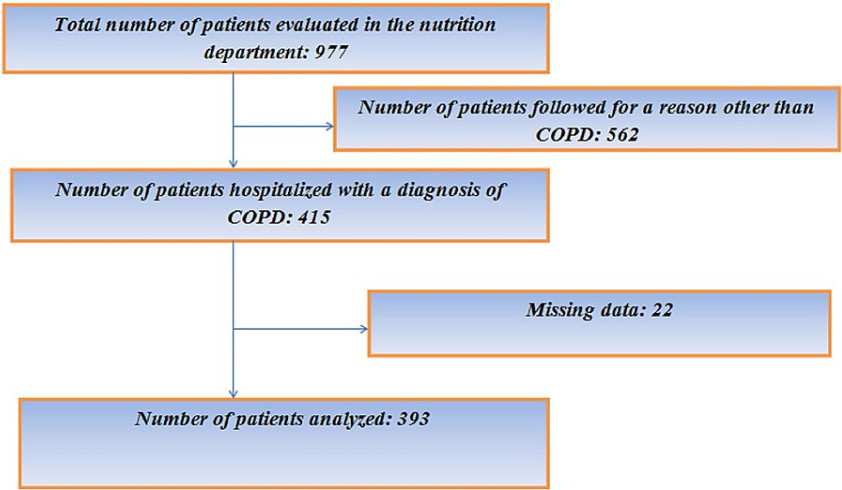 Total number of patients evaluated in the nutrition
department: 977
Number of patients followed for a reason other than
COPD: 562
Number of patients hospitalized with a diagnosis of
COPD: 415
Missing data: 22
Number of patients analyzed: 393